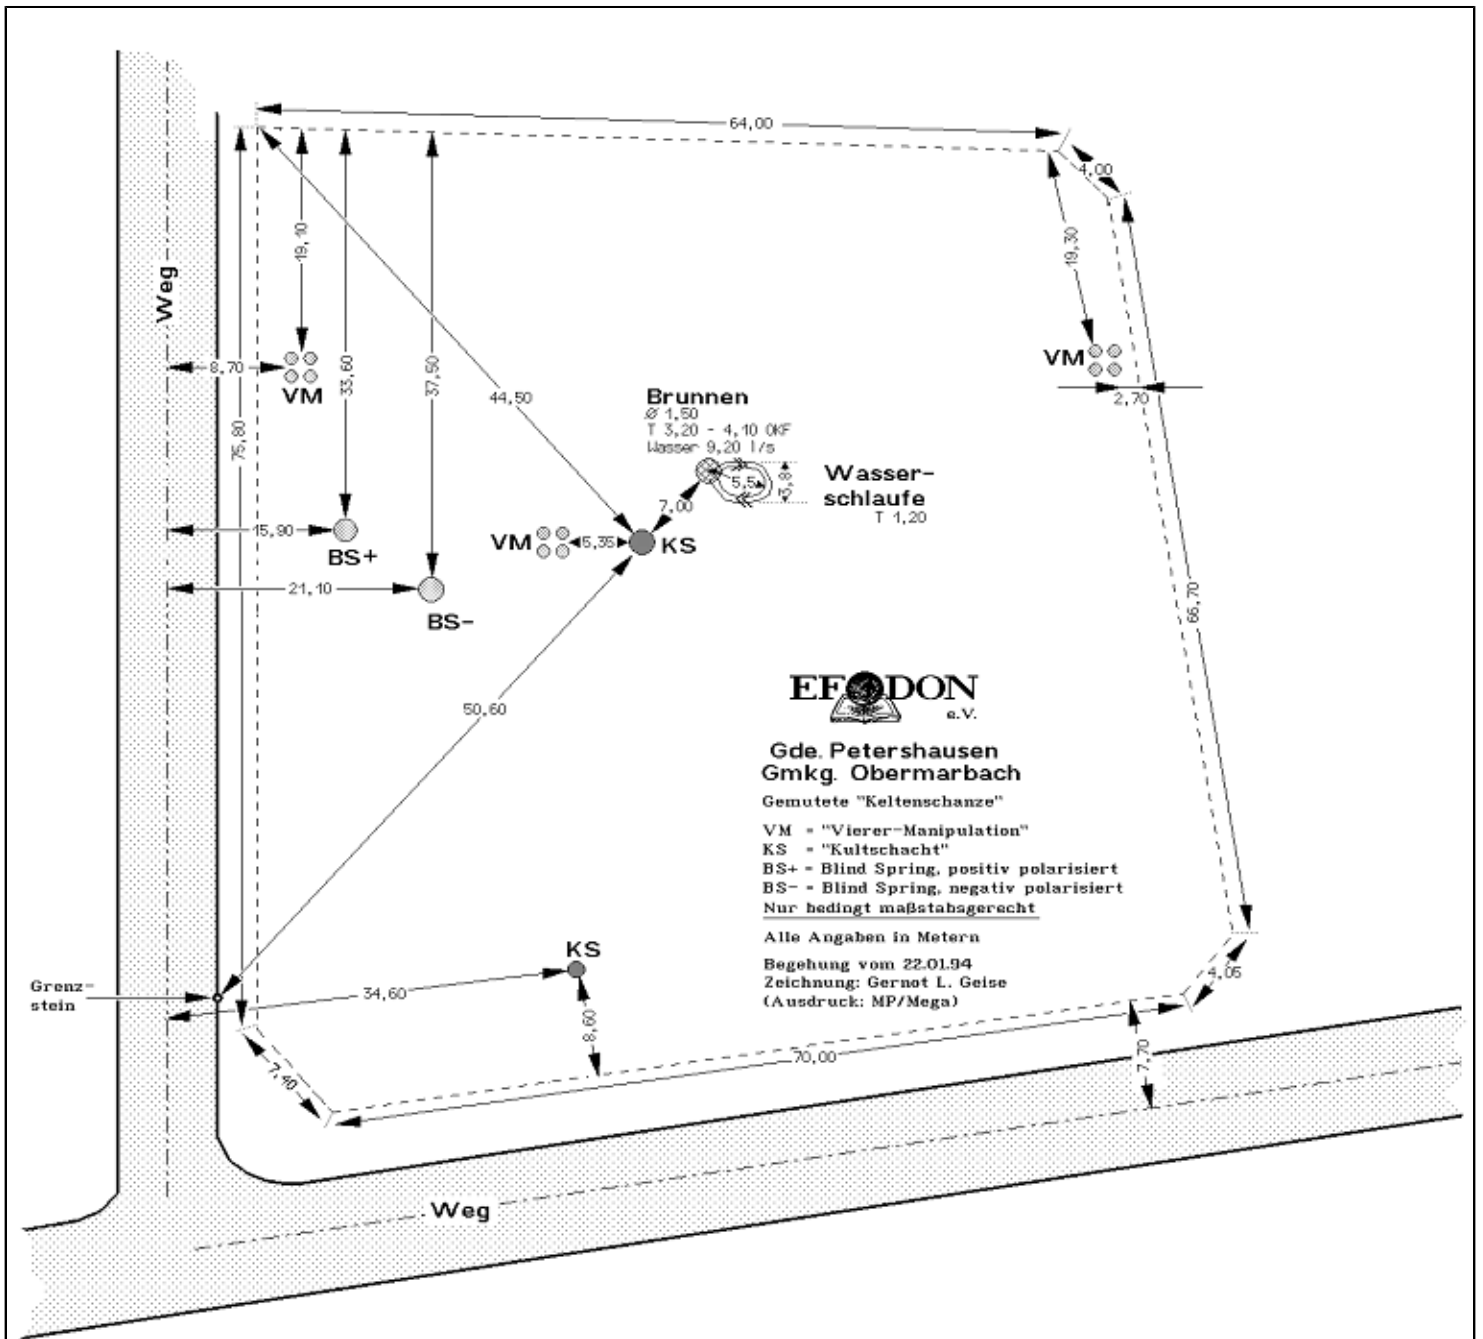 64,00
4,00
19,10
19,30
Weg
33,60
37,50
8,70
VM
44,50
75,80
VM
2,70
Brunnen
Ø 1,50
T 3,20 - 4,10 OKF
Wasser 9,20 l/s
5,5
3,8
Wasser-
schlaufe
T 1,20
7,00
15,90
BS+
VM
5,35
KS
21,10
BS-
66,70
50,60
EFODON
e.V.
Gde. Petershausen
Gmkg. Obermarbach
Gemutete "Keltenschanze"
VM = "Vierer-Manipulation"
KS = "Kultschacht"
BS+ = Blind Spring, positiv polarisiert
BS- = Blind Spring, negativ polarisiert
Nur bedingt maßstabsgerecht
Alle Angaben in Metern
Begehung vom 22.01.94
Zeichnung: Gernot L. Geise
(Ausdruck: MP/Mega)
KS
4,05
Grenz-
stein
34,60
8,60
70,00
7,70
7,40
Weg